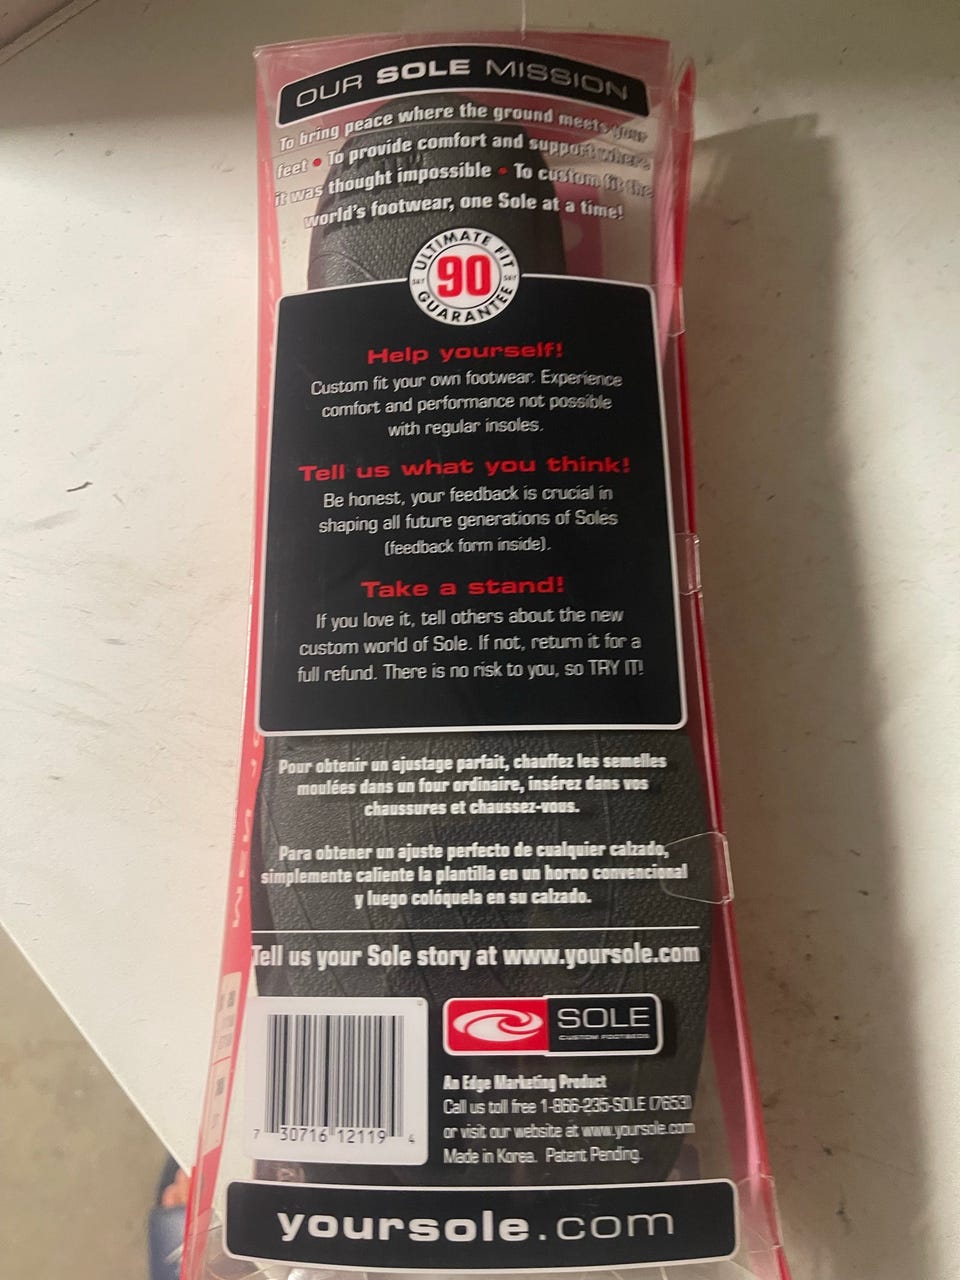 OUR SOLE MISSION
To bring peace where the ground meets your
feet • To provide comfort and support where
it was thought impossible • To custom fit the
world's footwear, one Sole at a time!
ULTIMATE FIT
90
DAY DAY
GUARANTEE
Help yourself!
Custom fit your own footwear. Experience
comfort and performance not possible
with regular insoles.
Tell us what you think!
Be honest, your feedback is crucial in
shaping all future generations of Soles
(feedback form inside).
Take a stand!
If you love it, tell others about the new
custom world of Sole. If not, return it for a
full refund. There is no risk to you, so TRY IT!
Pour obtenir un ajustage parfait, chauffez les semelles
moulées dans un four ordinaire, insérez dans vos
chaussures et chaussez-vous.
Para obtener un ajuste perfecto de cualquier calzado,
simplemente caliente la plantilla en un horno convencional
y luego colóquela en su calzado.
Tell us your Sole story at www.yoursole.com
SOLE
CUSTOM FOOTBEDS
An Edge Marketing Product
Call us toll free 1-866-235-SOLE (7653)
or visit our website at www.yoursole.com
Made in Korea. Patent Pending.
7 30716 12119 4
yoursole.com